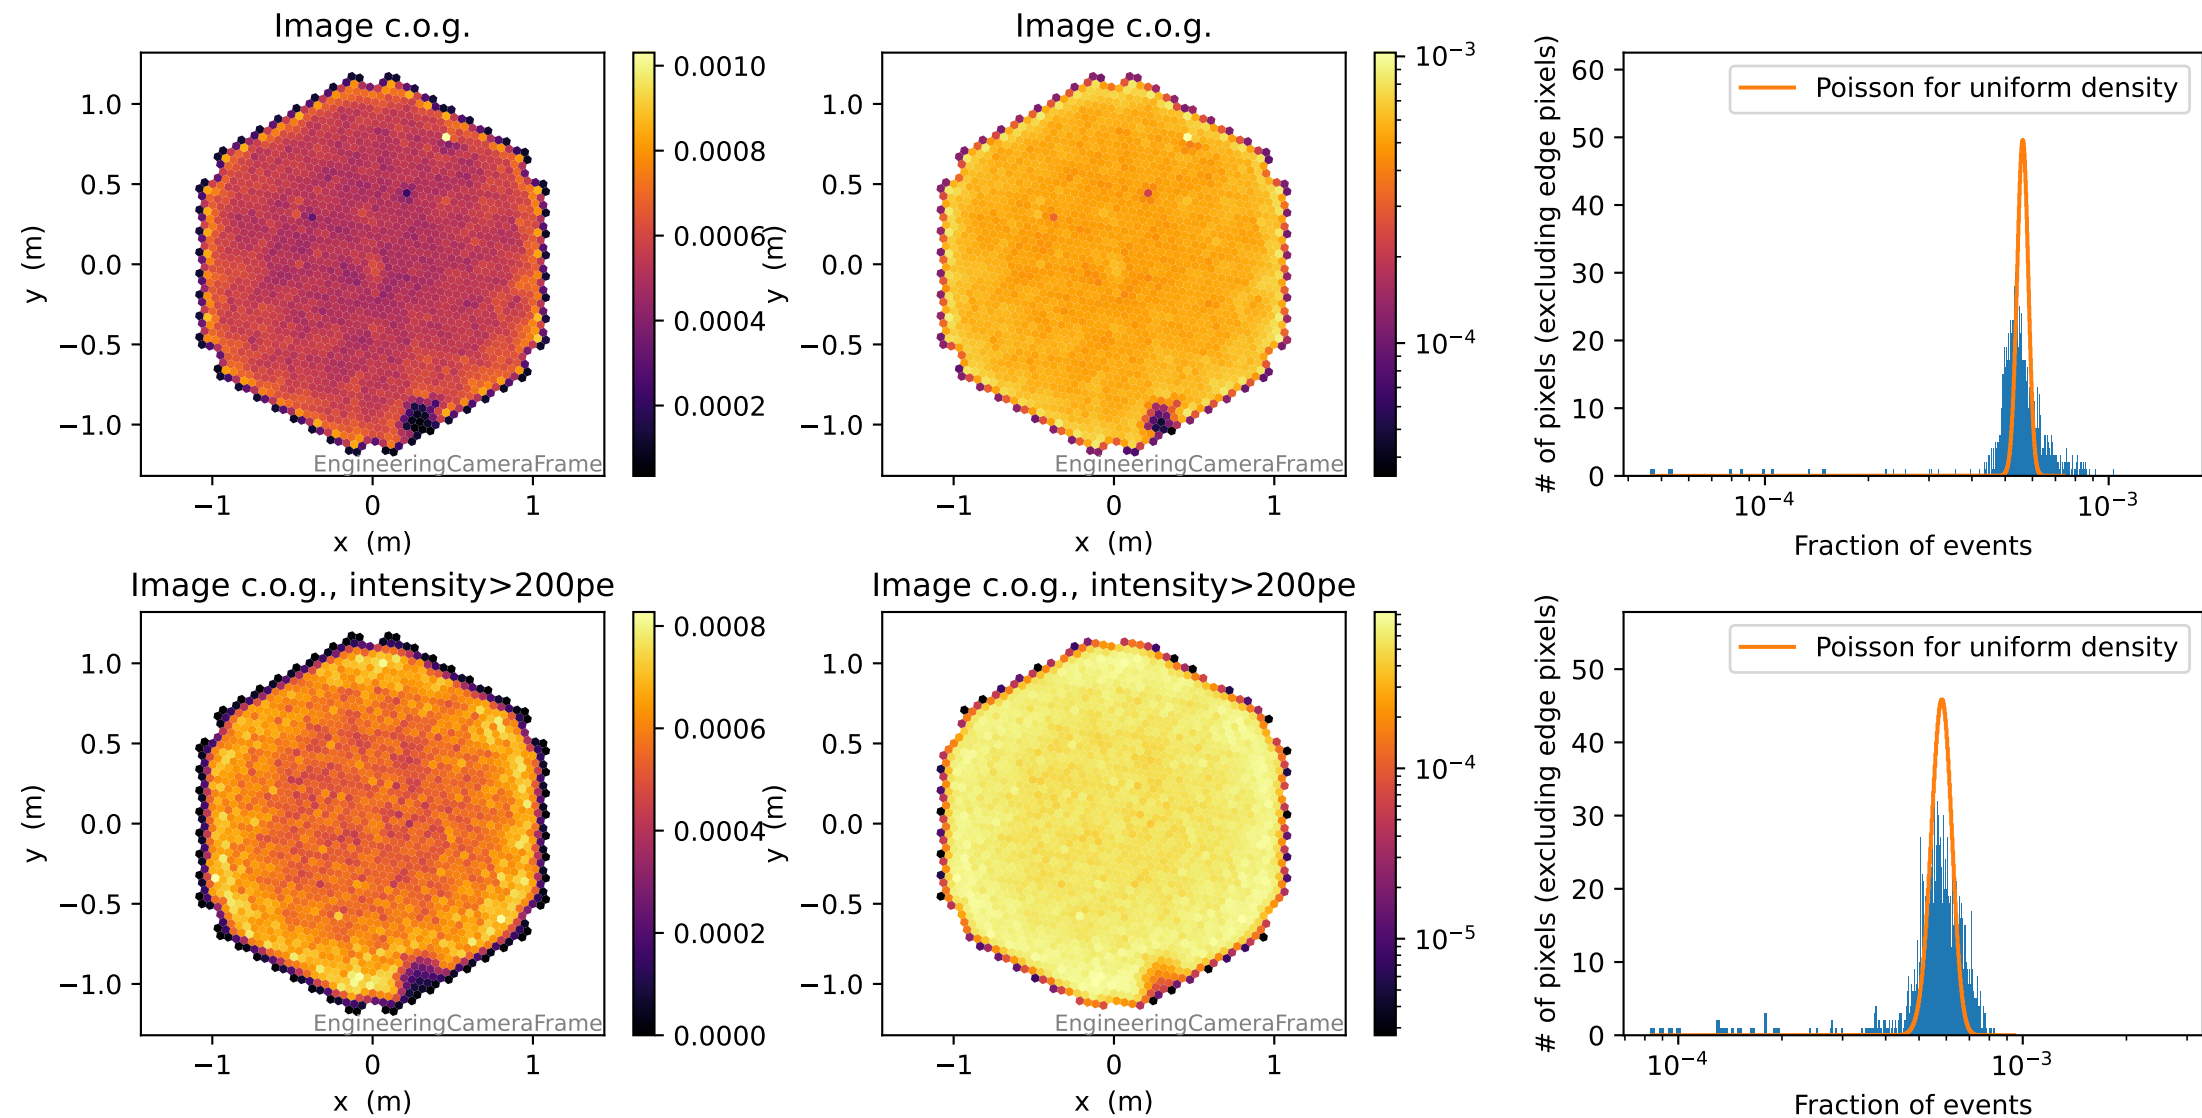 Image c.o.g.
1.0
0.5
0.0
−0.5
−1.0
y (m)
−1
0
1
x (m)
EngineeringCameraFrame
0.0010
0.0008
0.0006
0.0004
0.0002
Image c.o.g.
1.0
0.5
0.0
−0.5
−1.0
y (m)
−1
0
1
x (m)
EngineeringCameraFrame
10−3
10−4
Poisson for uniform density
60
50
40
30
20
10
0
# of pixels (excluding edge pixels)
10−4
10−3
Fraction of events
Image c.o.g., intensity>200pe
1.0
0.5
0.0
−0.5
−1.0
y (m)
−1
0
1
x (m)
EngineeringCameraFrame
0.0008
0.0006
0.0004
0.0002
0.0000
Image c.o.g., intensity>200pe
1.0
0.5
0.0
−0.5
−1.0
y (m)
−1
0
1
x (m)
EngineeringCameraFrame
10−4
10−5
Poisson for uniform density
50
40
30
20
10
0
# of pixels (excluding edge pixels)
10−4
10−3
Fraction of events